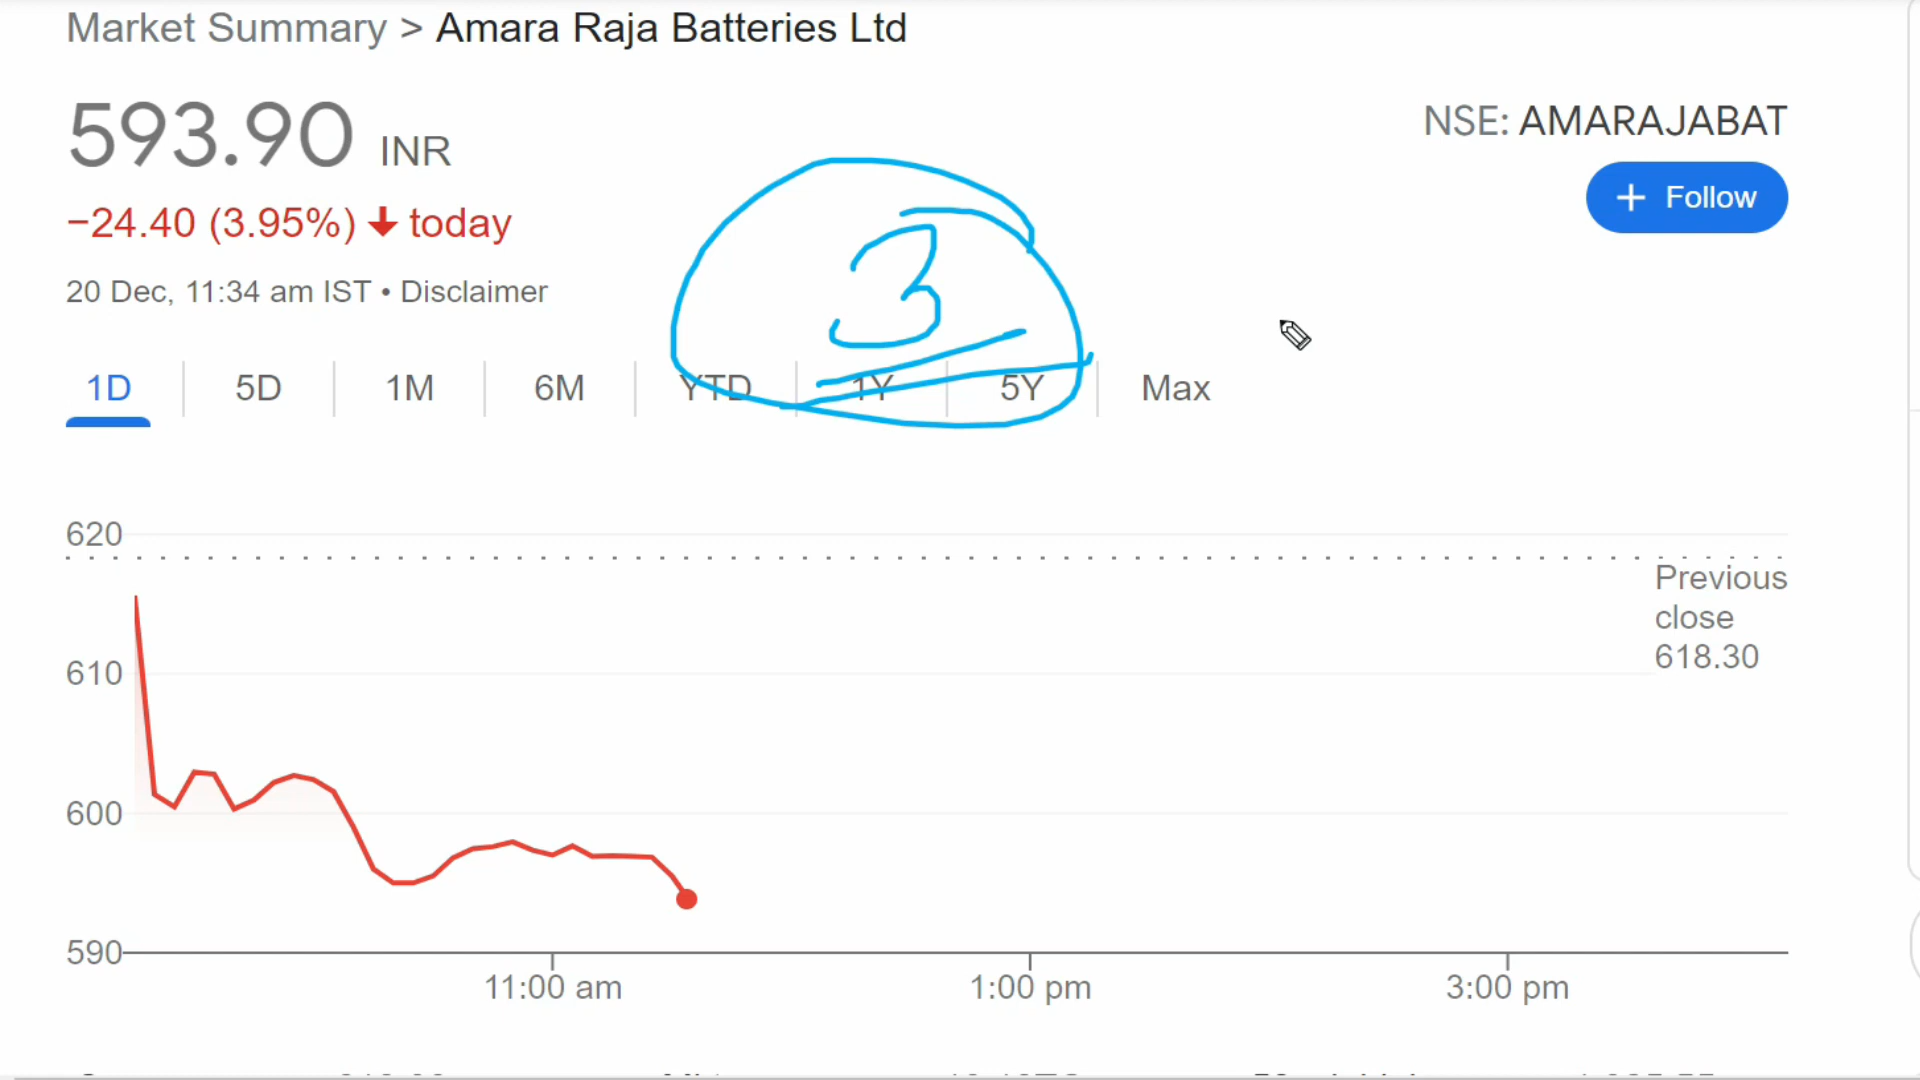 Market Summary > Amara Raja Batteries Ltd
593.90 INR
NSE: AMARAJABAT
−24.40 (3.95%) ↓ today
+ Follow
20 Dec, 11:34 am IST • Disclaimer
3
1D 5D 1M 6M YTD 1Y 5Y Max
620
Previous
close
618.30
610
600
590
11:00 am 1:00 pm 3:00 pm